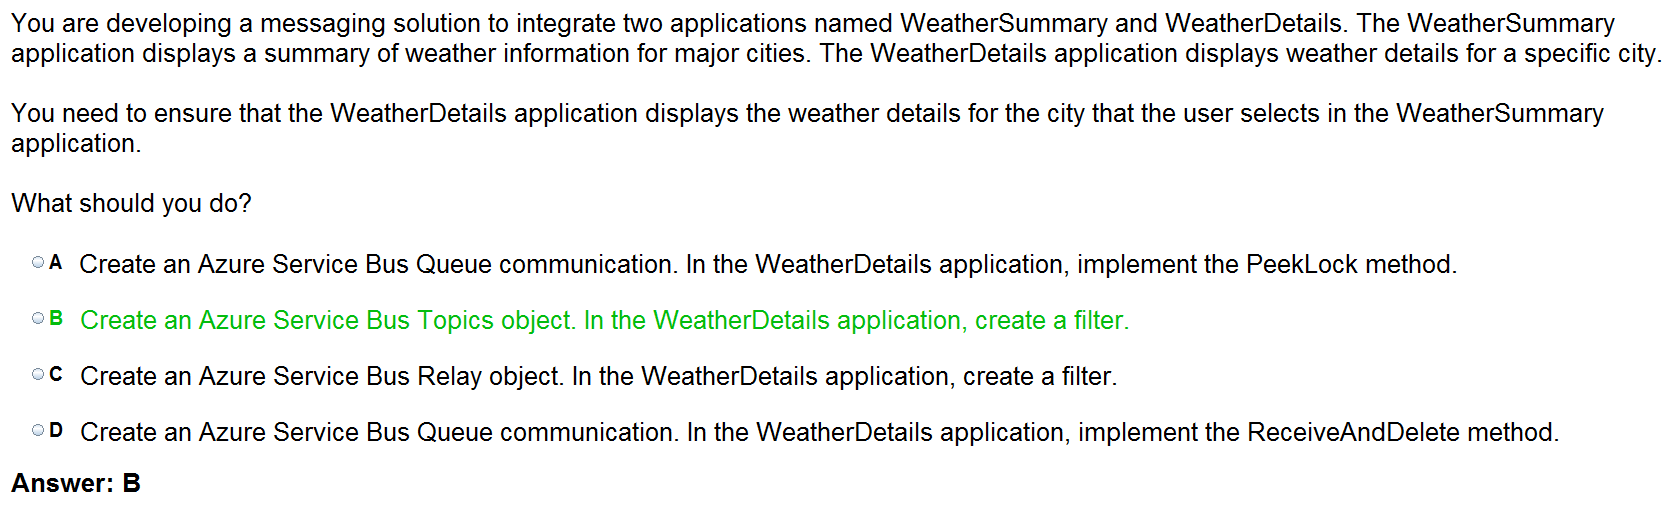 You are developing a messaging solution to integrate two applications named WeatherSummary and WeatherDetails. The WeatherSummary
application displays a summary of weather information for major cities. The WeatherDetails application displays weather details for a specific city.
You need to ensure that the WeatherDetails application displays the weather details for the city that the user selects in the WeatherSummary
application.
What should you do?
A Create an Azure Service Bus Queue communication. In the WeatherDetails application, implement the PeekLock method.
B Create an Azure Service Bus Topics object. In the WeatherDetails application, create a filter.
C Create an Azure Service Bus Relay object. In the WeatherDetails application, create a filter.
D Create an Azure Service Bus Queue communication. In the WeatherDetails application, implement the ReceiveAndDelete method.
Answer: B